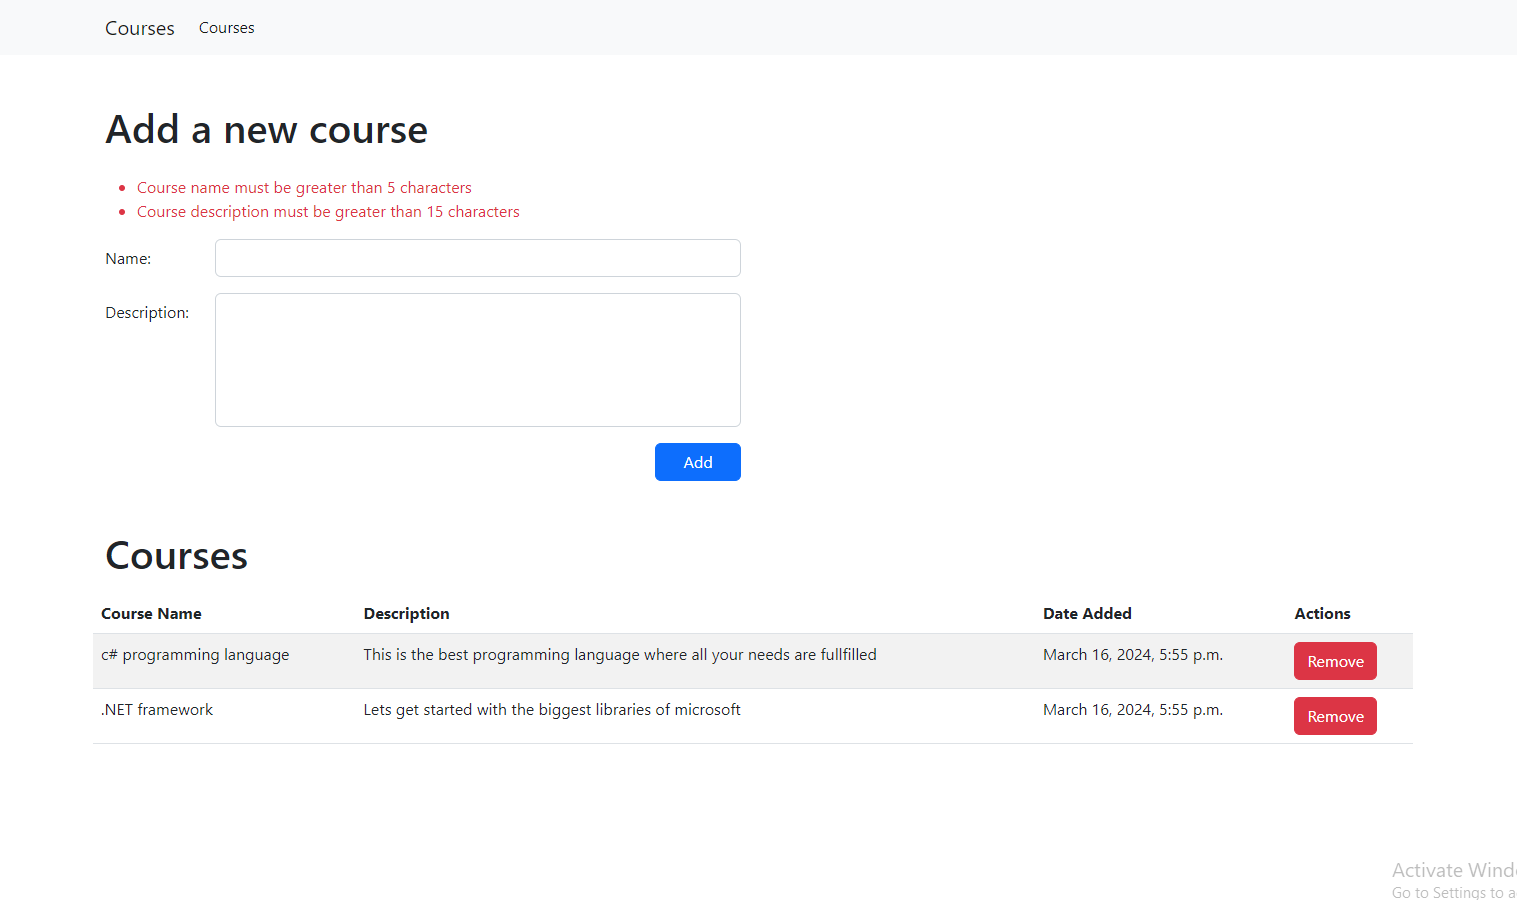 Courses Courses
Add a new course
Course name must be greater than 5 characters
Course description must be greater than 15 characters
Name:
Description:
Add
Courses
Course Name Description Date Added Actions
c# programming language This is the best programming language where all your needs are fullfilled March 16, 2024, 5:55 p.m. Remove
.NET framework Lets get started with the biggest libraries of microsoft March 16, 2024, 5:55 p.m. Remove
Activate
Go to Settings to